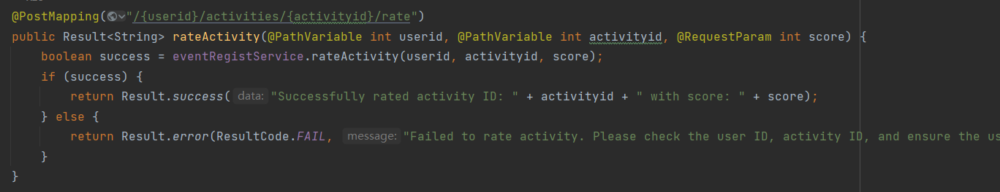 @PostMapping("/{userid}/activities/{activityid}/rate")
public Result<String> rateActivity(@PathVariable int userid, @PathVariable int activityid, @RequestParam int score) {
    boolean success = eventRegistService.rateActivity(userid, activityid, score);
    if (success) {
        return Result.success( data: "Successfully rated activity ID: " + activityid + " with score: " + score);
    } else {
        return Result.error(ResultCode.FAIL, message: "Failed to rate activity. Please check the user ID, activity ID, and ensure the us
    }
}